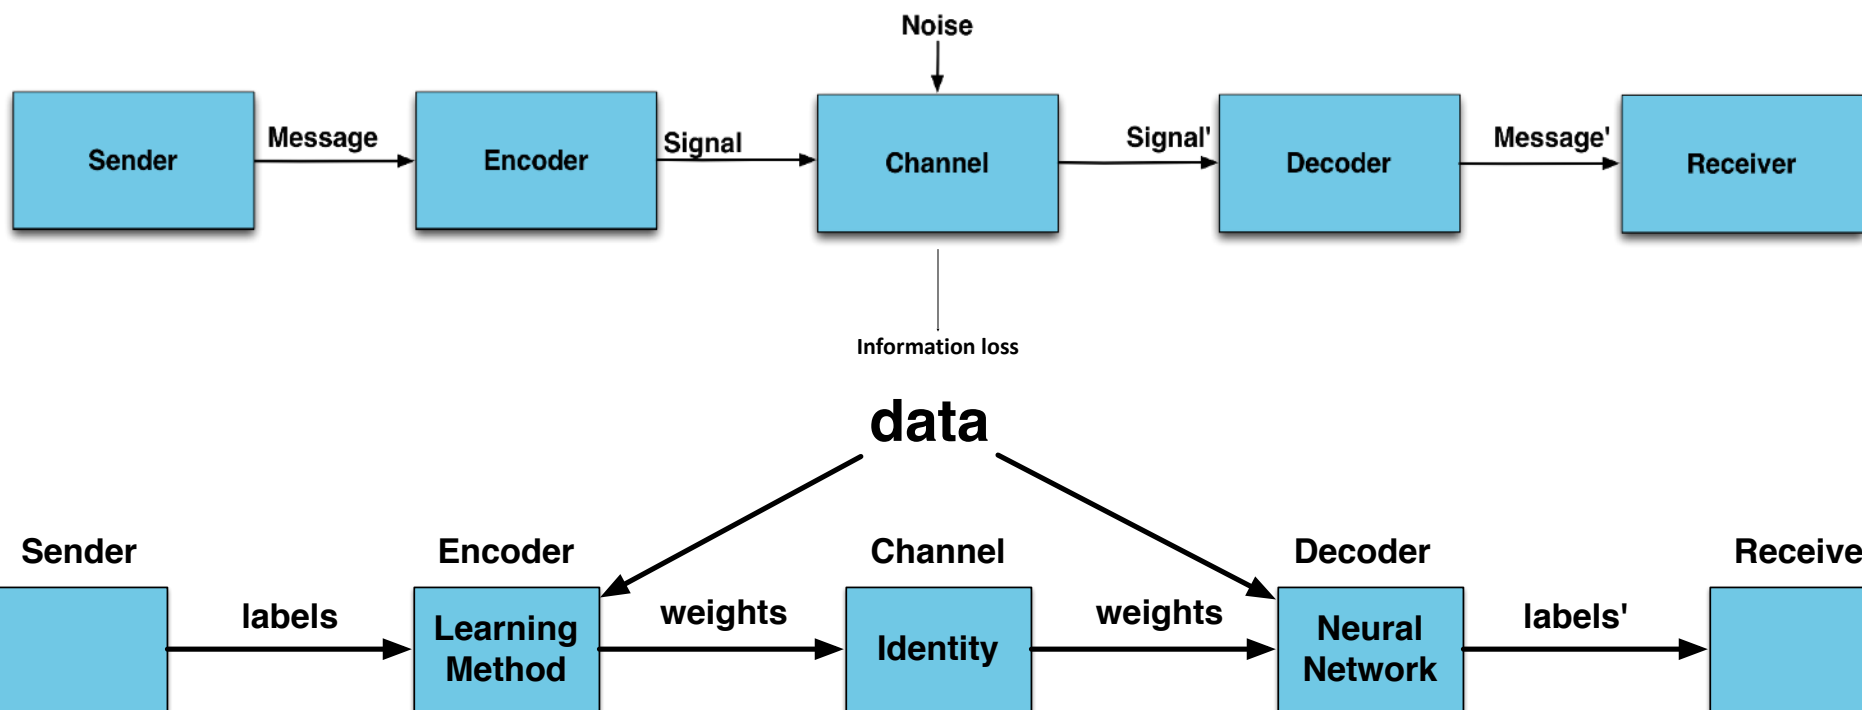 Noise
Sender
Message
Encoder
Signal
Channel
Signal'
Decoder
Message'
Receiver
Information loss
data
Sender
Encoder
Channel
Decoder
Receive
labels
Learning
Method
weights
Identity
weights
Neural
Network
labels'